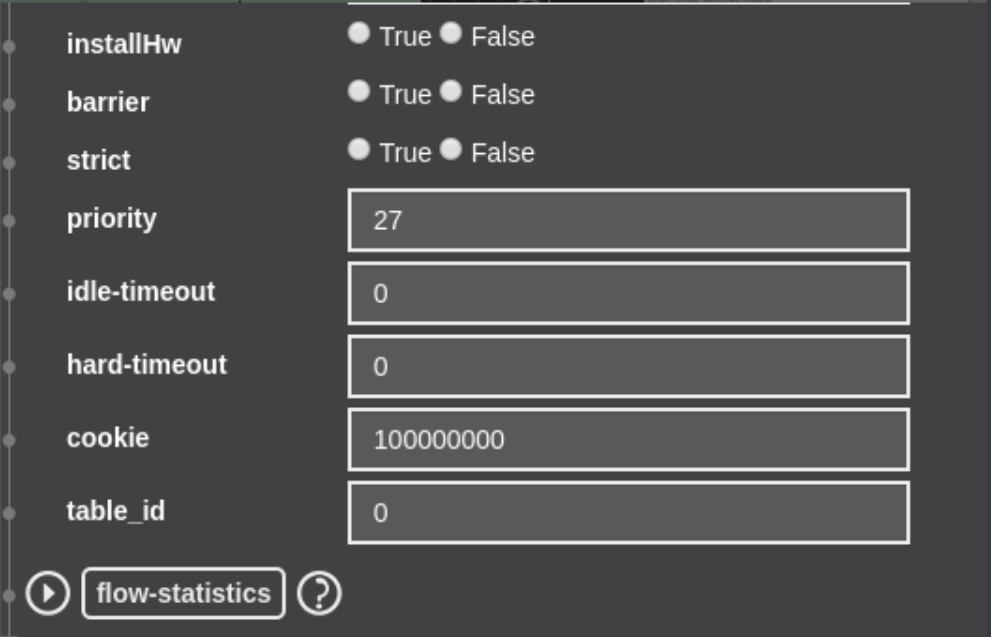 installHw True False
barrier True False
strict True False
priority 27
idle-timeout 0
hard-timeout 0
cookie 100000000
table_id 0
flow-statistics ?